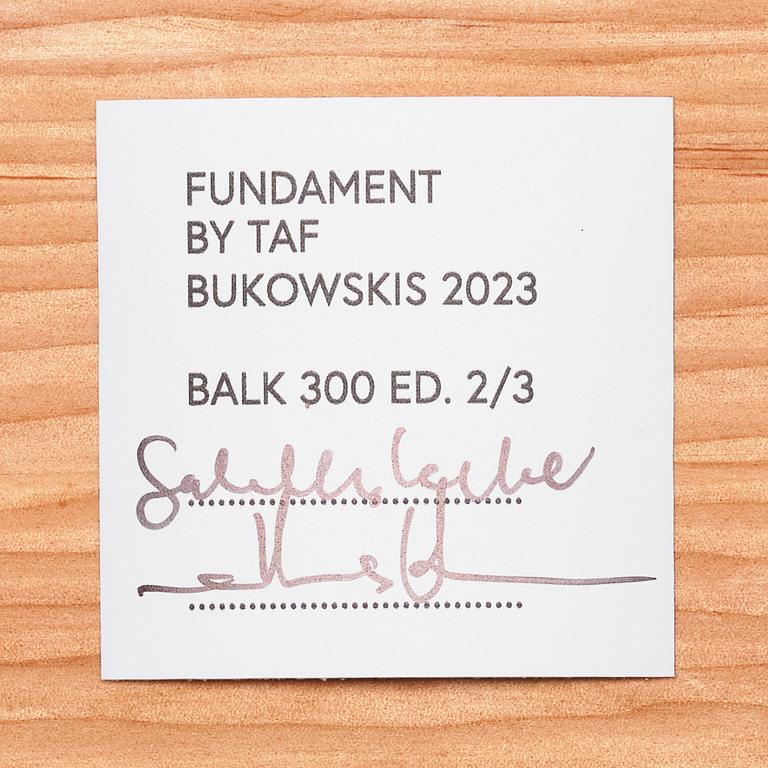 FUNDAMENT
BY TAF
BUKOWSKIS 2023
BALK 300 ED. 2/3